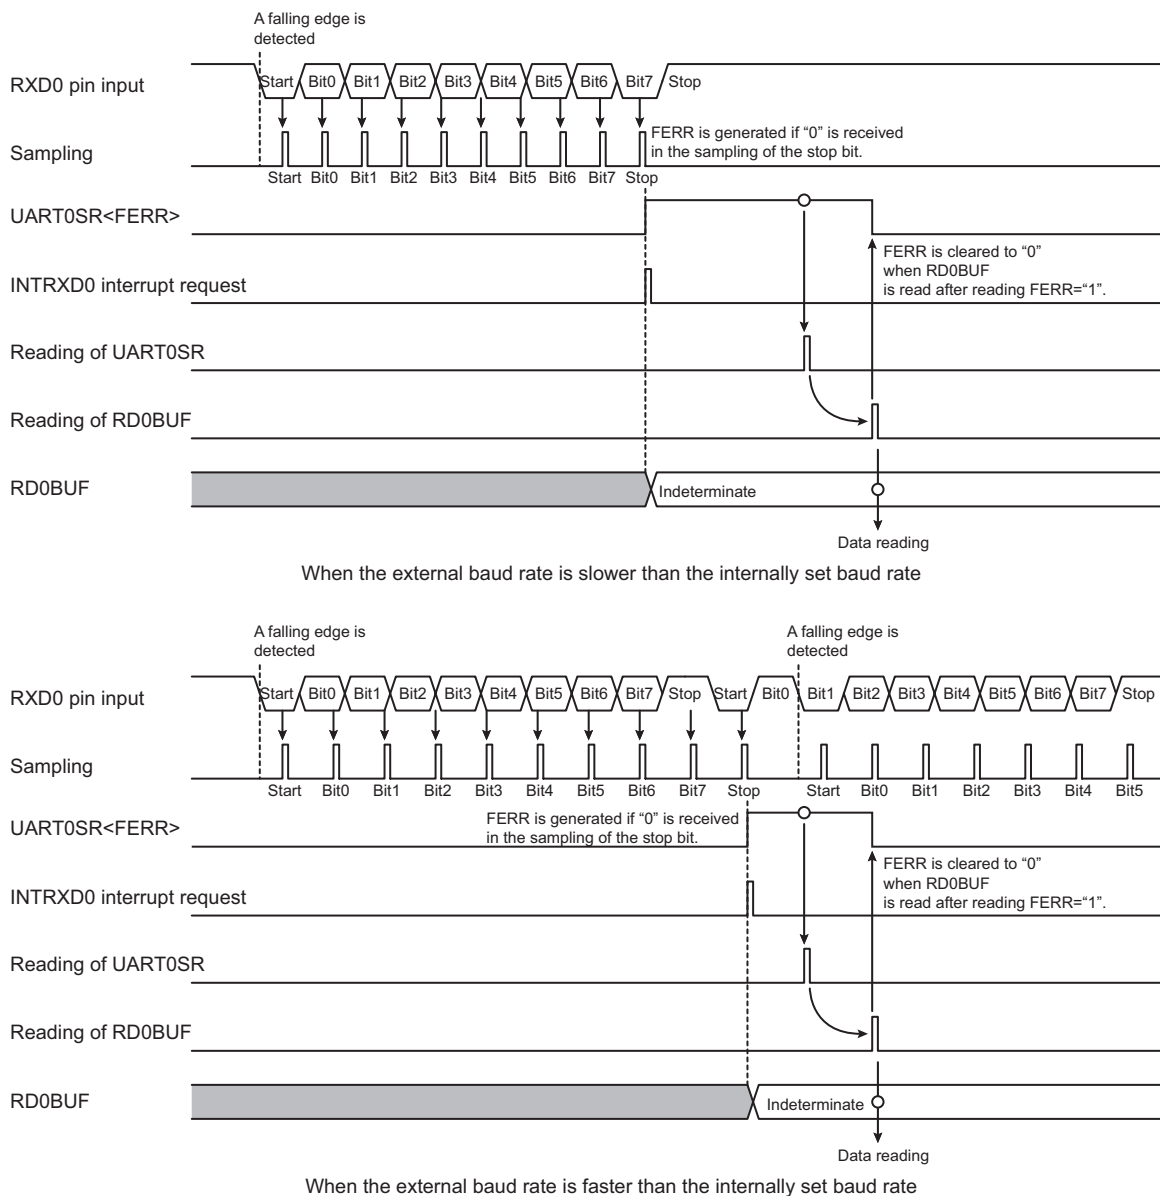 A falling edge is
detected
RXD0 pin input
Start Bit0 Bit1 Bit2 Bit3 Bit4 Bit5 Bit6 Bit7 Stop
FERR is generated if “0” is received
in the sampling of the stop bit.
Sampling
Start Bit0 Bit1 Bit2 Bit3 Bit4 Bit5 Bit6 Bit7 Stop
UART0SR<FERR>
FERR is cleared to “0”
when RD0BUF
is read after reading FERR=“1”.
INTRXD0 interrupt request
Reading of UART0SR
Reading of RD0BUF
RD0BUF
Indeterminate
Data reading
When the external baud rate is slower than the internally set baud rate
A falling edge is
detected
A falling edge is
detected
RXD0 pin input
Start Bit0 Bit1 Bit2 Bit3 Bit4 Bit5 Bit6 Bit7 Stop Start Bit0 Bit1 Bit2 Bit3 Bit4 Bit5 Bit6 Bit7 Stop
Sampling
Start Bit0 Bit1 Bit2 Bit3 Bit4 Bit5 Bit6 Bit7 Stop Start Bit0 Bit1 Bit2 Bit3 Bit4 Bit5
FERR is generated if “0” is received
in the sampling of the stop bit.
UART0SR<FERR>
FERR is cleared to “0”
when RD0BUF
is read after reading FERR=“1”.
INTRXD0 interrupt request
Reading of UART0SR
Reading of RD0BUF
RD0BUF
Indeterminate
Data reading
When the external baud rate is faster than the internally set baud rate